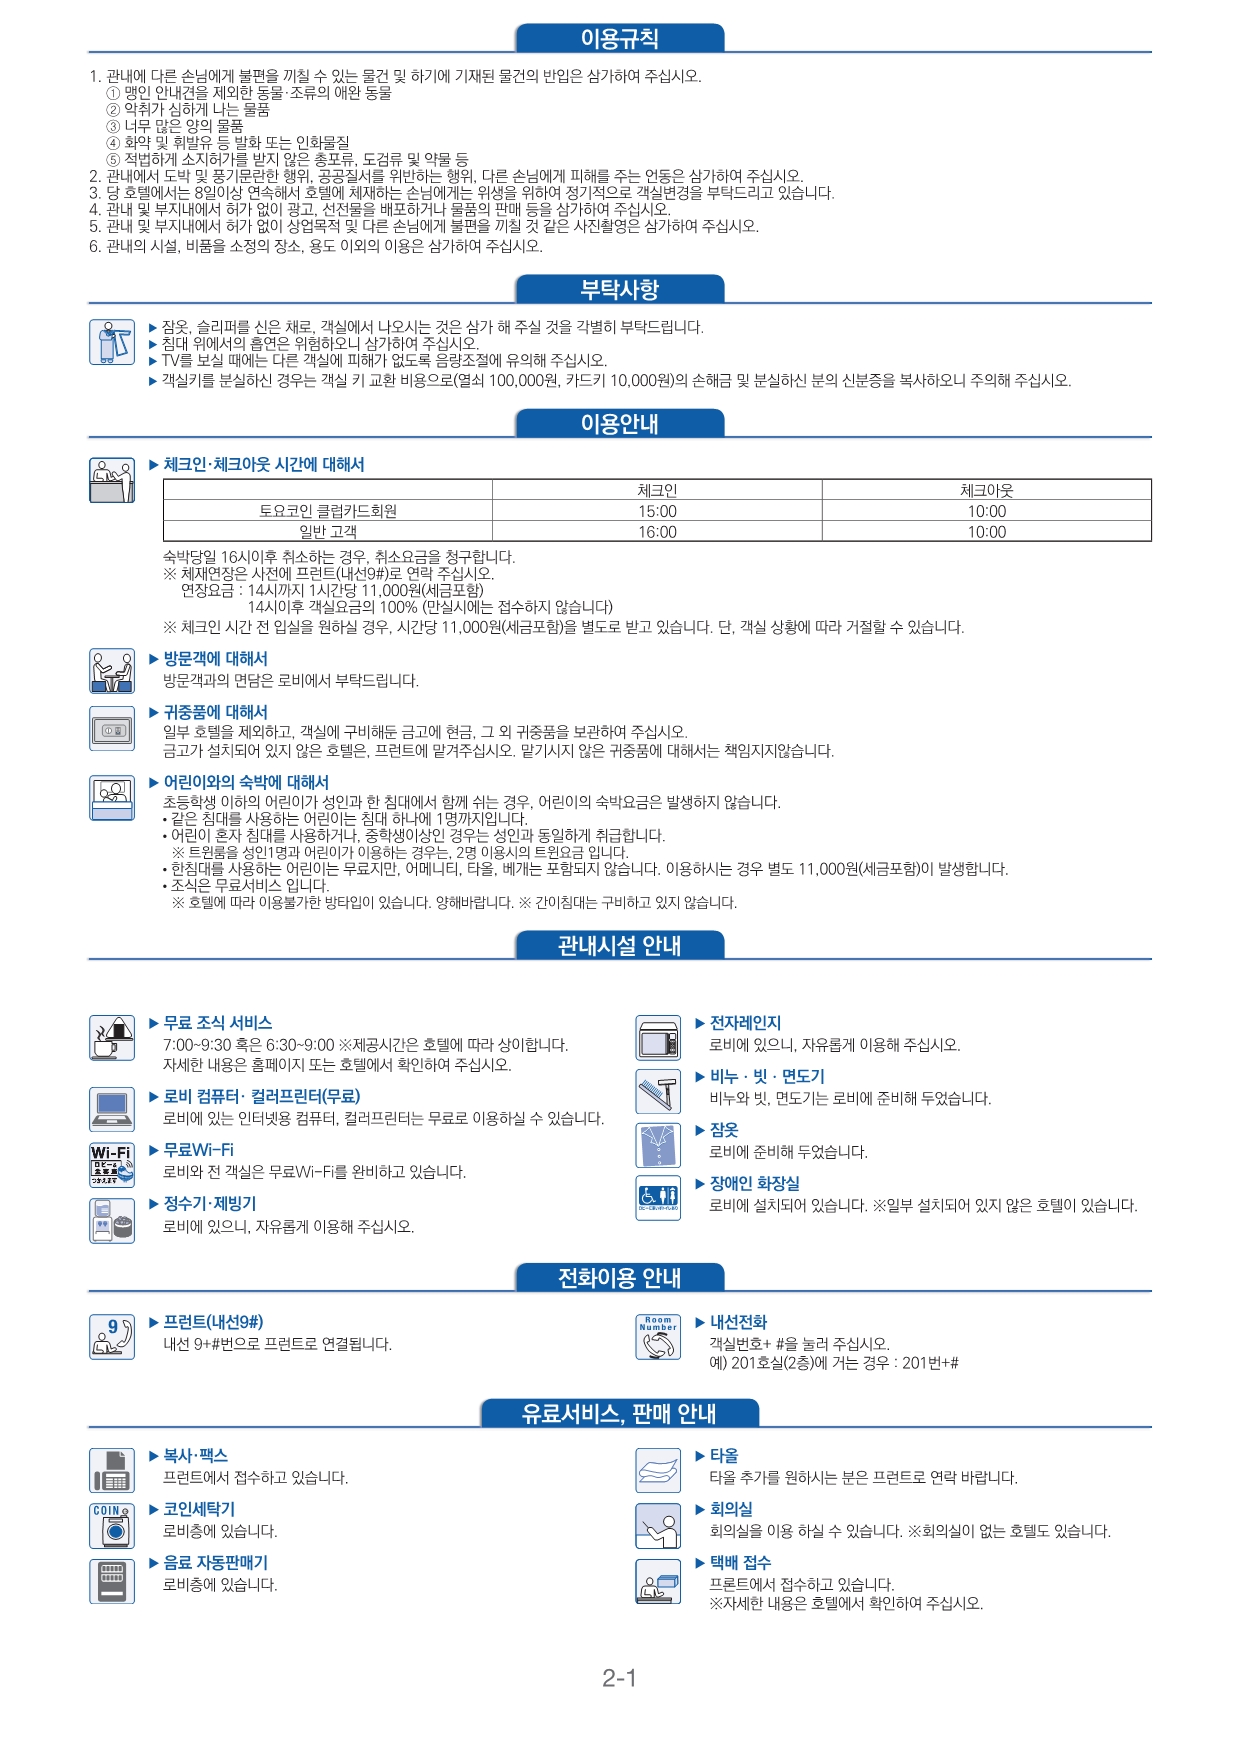 이용규칙
1. 관내에 다른 손님에게 불편을 끼칠 수 있는 물건 및 하기에 기재된 물건의 반입은 삼가하여 주십시오.
① 맹인 안내견을 제외한 동물·조류의 애완 동물
② 악취가 심하게 나는 물품
③ 너무 많은 양의 물품
④ 화약 및 휘발유 등 발화 또는 인화물질
⑤ 적법하게 소지허가를 받지 않은 총포류, 도검류 및 약물 등
2. 관내에서 도박 및 풍기문란한 행위, 공공질서를 위반하는 행위, 다른 손님에게 피해를 주는 언동은 삼가하여 주십시오.
3. 당 호텔에서는 8일이상 연속해서 호텔에 체재하는 손님에게는 위생을 위하여 정기적으로 객실변경을 부탁드리고 있습니다.
4. 관내 및 부지내에서 허가 없이 광고, 선전물을 배포하거나 물품의 판매 등을 삼가하여 주십시오.
5. 관내 및 부지내에서 허가 없이 상업목적 및 다른 손님에게 불편을 끼칠 것 같은 사진촬영은 삼가하여 주십시오.
6. 관내의 시설, 비품을 소정의 장소, 용도 이외의 이용은 삼가하여 주십시오.
부탁사항
▶ 잠옷, 슬리퍼를 신은 채로, 객실에서 나오시는 것은 삼가 해 주실 것을 각별히 부탁드립니다.
▶ 침대 위에서의 흡연은 위험하오니 삼가하여 주십시오.
▶ TV를 보실 때에는 다른 객실에 피해가 없도록 음량조절에 유의해 주십시오.
▶ 객실키를 분실하신 경우는 객실 키 교환 비용으로(열쇠 100,000원, 카드키 10,000원)의 손해금 및 분실하신 분의 신분증을 복사하오니 주의해 주십시오.
이용안내
▶ 체크인·체크아웃 시간에 대해서
체크인 체크아웃
토요코인 클럽카드회원 15:00 10:00
일반 고객 16:00 10:00
숙박당일 16시이후 취소하는 경우, 취소요금을 청구합니다.
※ 체재연장은 사전에 프런트(내선9#)로 연락 주십시오.
연장요금 : 14시까지 1시간당 11,000원(세금포함)
14시이후 객실요금의 100% (만실시에는 접수하지 않습니다)
※ 체크인 시간 전 입실을 원하실 경우, 시간당 11,000원(세금포함)을 별도로 받고 있습니다. 단, 객실 상황에 따라 거절할 수 있습니다.
▶ 방문객에 대해서
방문객과의 면담은 로비에서 부탁드립니다.
▶ 귀중품에 대해서
일부 호텔을 제외하고, 객실에 구비해둔 금고에 현금, 그 외 귀중품을 보관하여 주십시오.
금고가 설치되어 있지 않은 호텔은, 프런트에 맡겨주십시오. 맡기시지 않은 귀중품에 대해서는 책임지지않습니다.
▶ 어린이와의 숙박에 대해서
초등학생 이하의 어린이가 성인과 한 침대에서 함께 쉬는 경우, 어린이의 숙박요금은 발생하지 않습니다.
• 같은 침대를 사용하는 어린이는 침대 하나에 1명까지입니다.
• 어린이 혼자 침대를 사용하거나, 중학생이상인 경우는 성인과 동일하게 취급합니다.
※ 트윈룸을 성인1명과 어린이가 이용하는 경우는, 2명 이용시의 트윈요금 입니다.
• 한침대를 사용하는 어린이는 무료지만, 어메니티, 타올, 베개는 포함되지 않습니다. 이용하시는 경우 별도 11,000원(세금포함)이 발생합니다.
• 조식은 무료서비스 입니다.
※ 호텔에 따라 이용불가한 방타입이 있습니다. 양해바랍니다. ※ 간이침대는 구비하고 있지 않습니다.
관내시설 안내
▶ 무료 조식 서비스
7:00~9:30 혹은 6:30~9:00 ※제공시간은 호텔에 따라 상이합니다.
자세한 내용은 홈페이지 또는 호텔에서 확인하여 주십시오.
▶ 로비 컴퓨터· 컬러프린터(무료)
로비에 있는 인터넷용 컴퓨터, 컬러프린터는 무료로 이용하실 수 있습니다.
Wi-Fi
ロビー&
全客室
つかえます
▶ 무료Wi-Fi
로비와 전 객실은 무료Wi-Fi를 완비하고 있습니다.
▶ 정수기·제빙기
로비에 있으니, 자유롭게 이용해 주십시오.
▶ 전자레인지
로비에 있으니, 자유롭게 이용해 주십시오.
▶ 비누 · 빗 · 면도기
비누와 빗, 면도기는 로비에 준비해 두었습니다.
▶ 잠옷
로비에 준비해 두었습니다.
▶ 장애인 화장실
로비에 설치되어 있습니다. ※일부 설치되어 있지 않은 호텔이 있습니다.
전화이용 안내
9
▶ 프런트(내선9#)
내선 9+#번으로 프런트로 연결됩니다.
Room
Number
▶ 내선전화
객실번호+ #을 눌러 주십시오.
예) 201호실(2층)에 거는 경우 : 201번+#
유료서비스, 판매 안내
▶ 복사·팩스
프런트에서 접수하고 있습니다.
COIN
▶ 코인세탁기
로비층에 있습니다.
▶ 음료 자동판매기
로비층에 있습니다.
▶ 타올
타올 추가를 원하시는 분은 프런트로 연락 바랍니다.
▶ 회의실
회의실을 이용 하실 수 있습니다. ※회의실이 없는 호텔도 있습니다.
▶ 택배 접수
프론트에서 접수하고 있습니다.
※자세한 내용은 호텔에서 확인하여 주십시오.
2-1